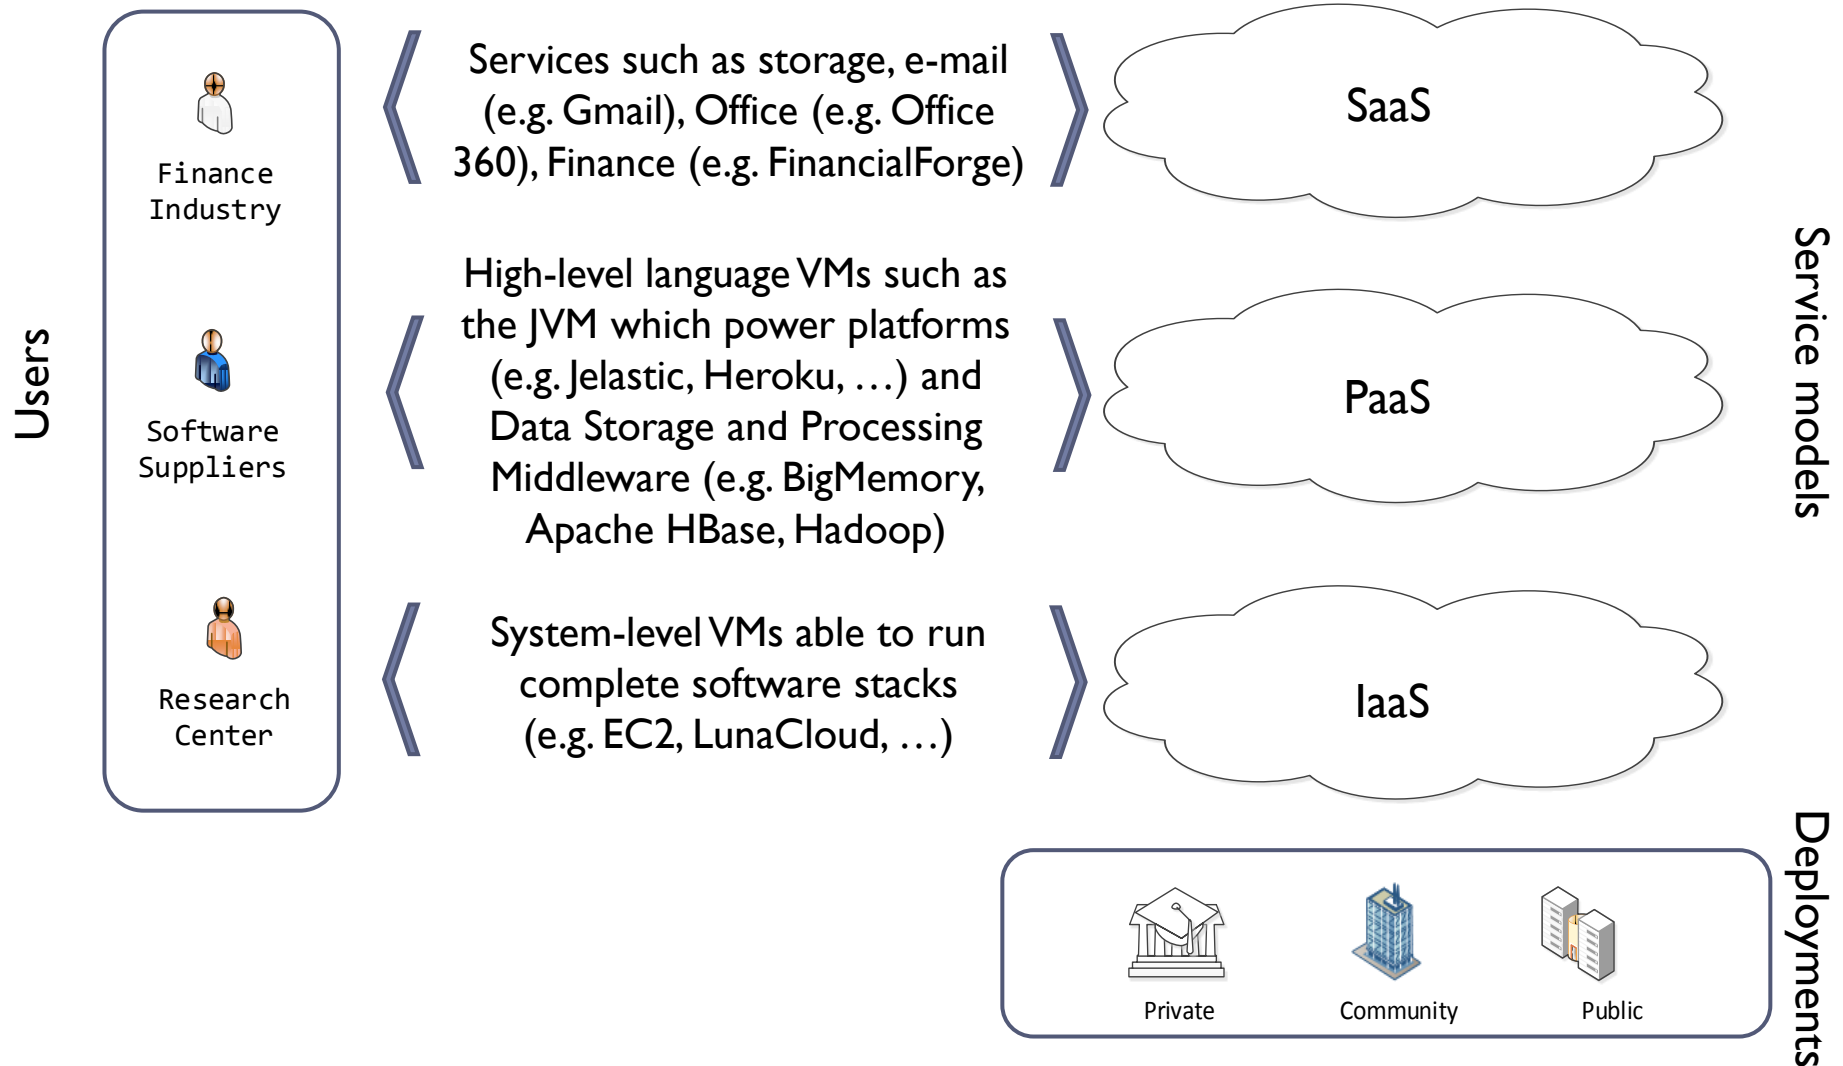 Users
Finance
Industry
Software
Suppliers
Research
Center
Services such as storage, e-mail
(e.g. Gmail), Office (e.g. Office
360), Finance (e.g. FinancialForge)
SaaS
High-level language VMs such as
the JVM which power platforms
(e.g. Jelastic, Heroku, …) and
Data Storage and Processing
Middleware (e.g. BigMemory,
Apache HBase, Hadoop)
PaaS
System-level VMs able to run
complete software stacks
(e.g. EC2, LunaCloud, …)
IaaS
Service models
Private
Community
Public
Deployments